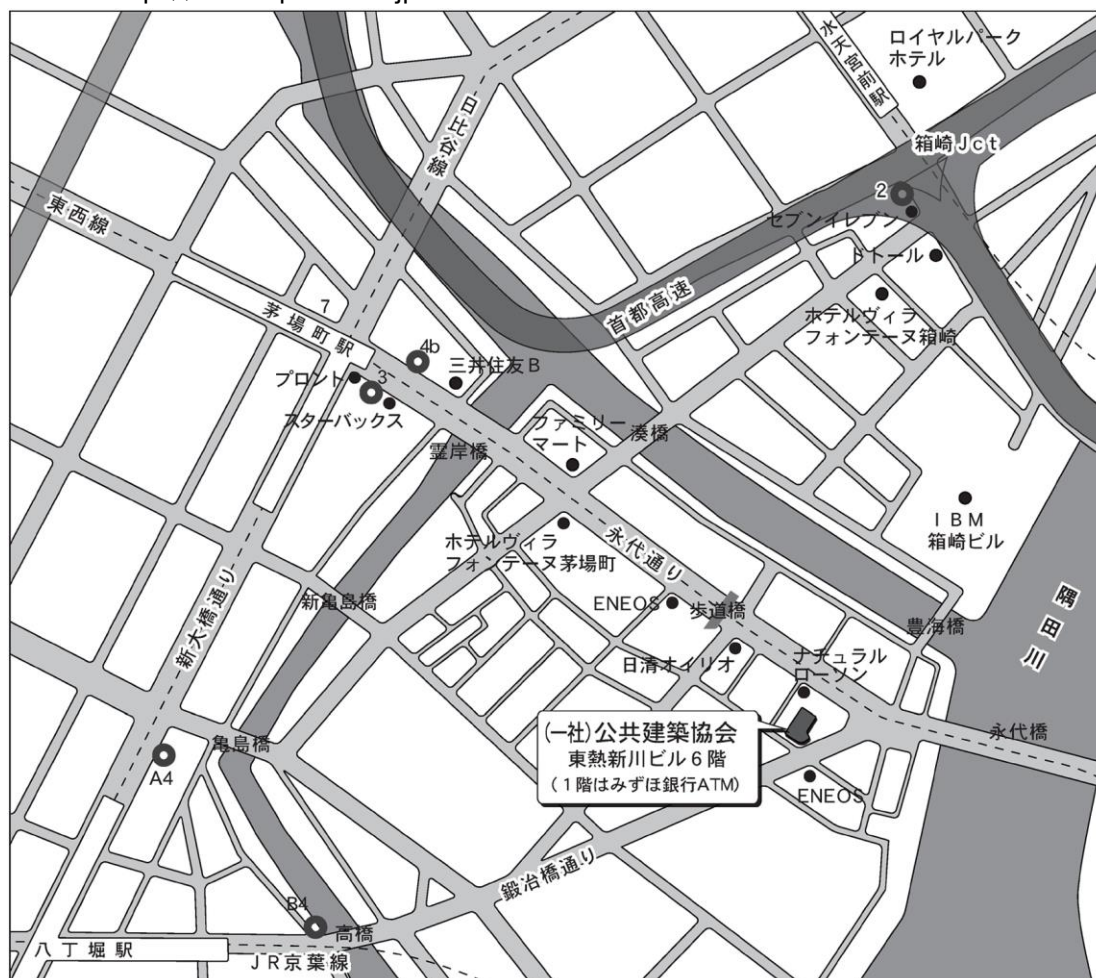 ロイヤルパーク
ホテル
水天宮前駅
日比谷線
箱崎Jct
2
セブンイレブン
東西線
ドトール
首都高速
ホテルヴィラ
フォンテーヌ箱崎
7
茅場町駅
4b
三井住友B
プロント
3
スターバックス
ファミリー
マート
湊橋
霊岸橋
IBM
箱崎ビル
ホテルヴィラ
フォンテーヌ茅場町
永代通り
新亀島橋
ENEOS
歩道橋
豊海橋
隅田川
新大橋通り
日清オイリオ
ナチュラル
ローソン
(一社)公共建築協会
東熱新川ビル6階
(1階はみずほ銀行ATM)
永代橋
亀島橋
A4
ENEOS
鍛冶橋通り
B4
高橋
八丁堀駅
JR京葉線